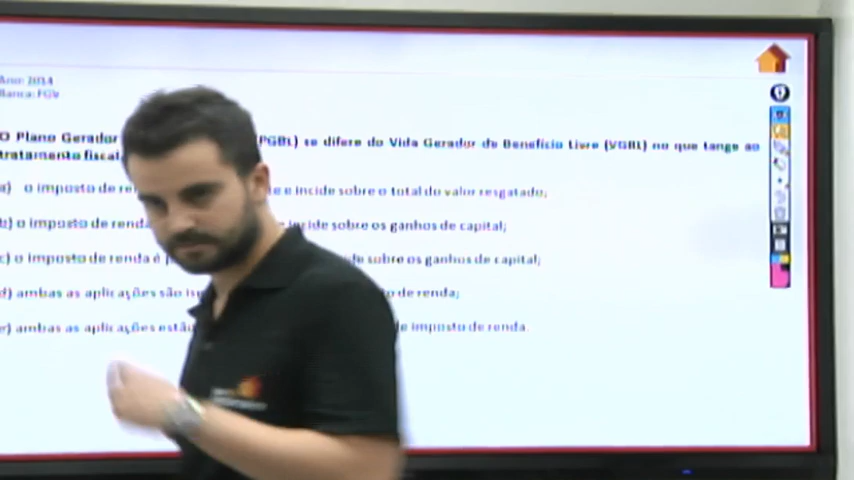 Ano: 2014
Banca: FGV
O Plano Gerador (PGBL) se difere do Vida Gerador de Benefício Livre (VGBL) no que tange ao
tratamento fiscal
a) o imposto de ren e incide sobre o total do valor resgatado;
b) o imposto de renda incide sobre os ganhos de capital;
c) o imposto de renda é sobre os ganhos de capital;
d) ambas as aplicações são ise de renda;
e) ambas as aplicações estão de imposto de renda.